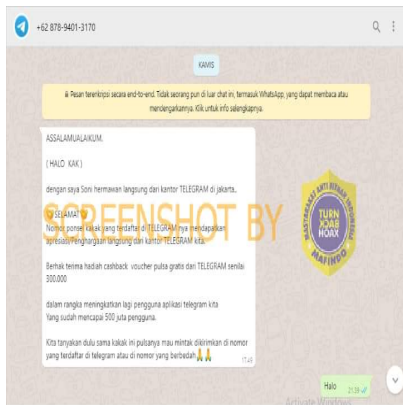 +62 878-9401-3170
KAMIS
Pesan terenkripsi secara end-to-end. Tidak seorang pun di luar chat ini, termasuk WhatsApp, yang dapat membaca atau
mendengarkannya. Klik untuk info selengkapnya.
ASSALAMUALAIKUM.
( HALO KAK )
dengan saya Soni hermawan langsung dari kantor TELEGRAM di jakarta..
SELAMAT
Nomor ponsel kakak yang terdaftar di TELEGRAM nya mendapatkan
apresiasi/Penghargaan langsung dari kantor TELEGRAM kita.
Berhak terima hadiah cashback voucher pulsa gratis dari TELEGRAM senilai
300.000
dalam rangka meningkatkan lagi pengguna aplikasi telegram kita
Yang sudah mencapai 500 juta pengguna.
Kita tanyakan dulu sama kakak ini pulsanya mau mintak dikirimkan di nomor
yang terdaftar di telegram atau di nomor yang berbedah
17.49
SCREENSHOT BY
MASYARAKAT ANTI FITNAH INDONESIA
TURN
BACK
HOAX
MAFINDO
Halo
21.59
Activate Windows